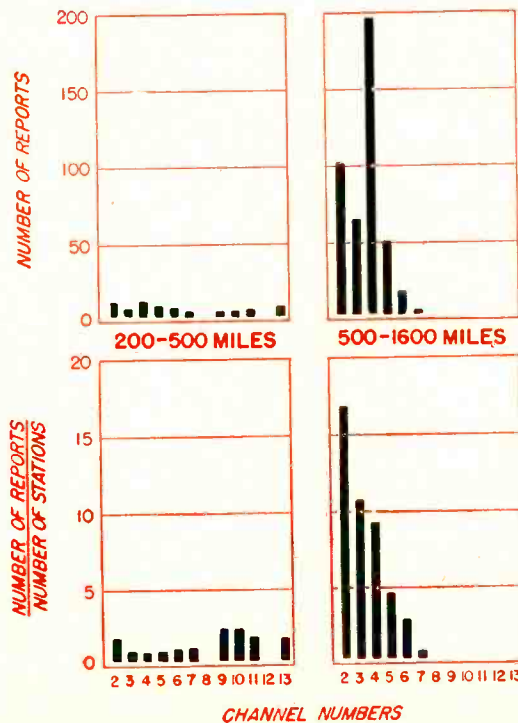 NUMBER OF REPORTS
200
150
100
50
0
200-500 MILES
500-1600 MILES
NUMBER OF REPORTS
NUMBER OF STATIONS
20
15
10
5
0
2 3 4 5 6 7 8 9 10 11 12 13
2 3 4 5 6 7 8 9 10 11 12 13
CHANNEL NUMBERS